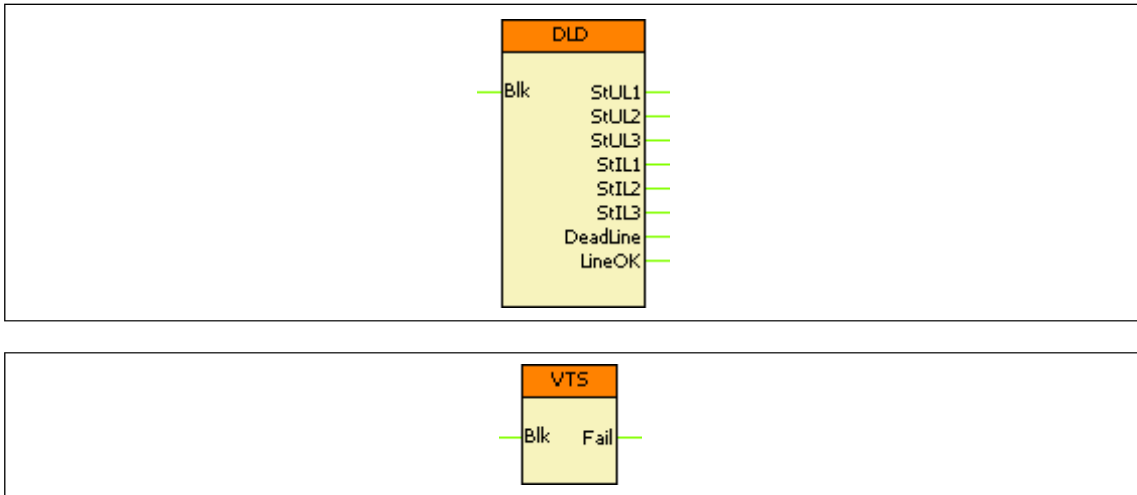 DLD
Blk StUL1
StUL2
StUL3
StIL1
StIL2
StIL3
DeadLine
LineOK
VTS
Blk Fail